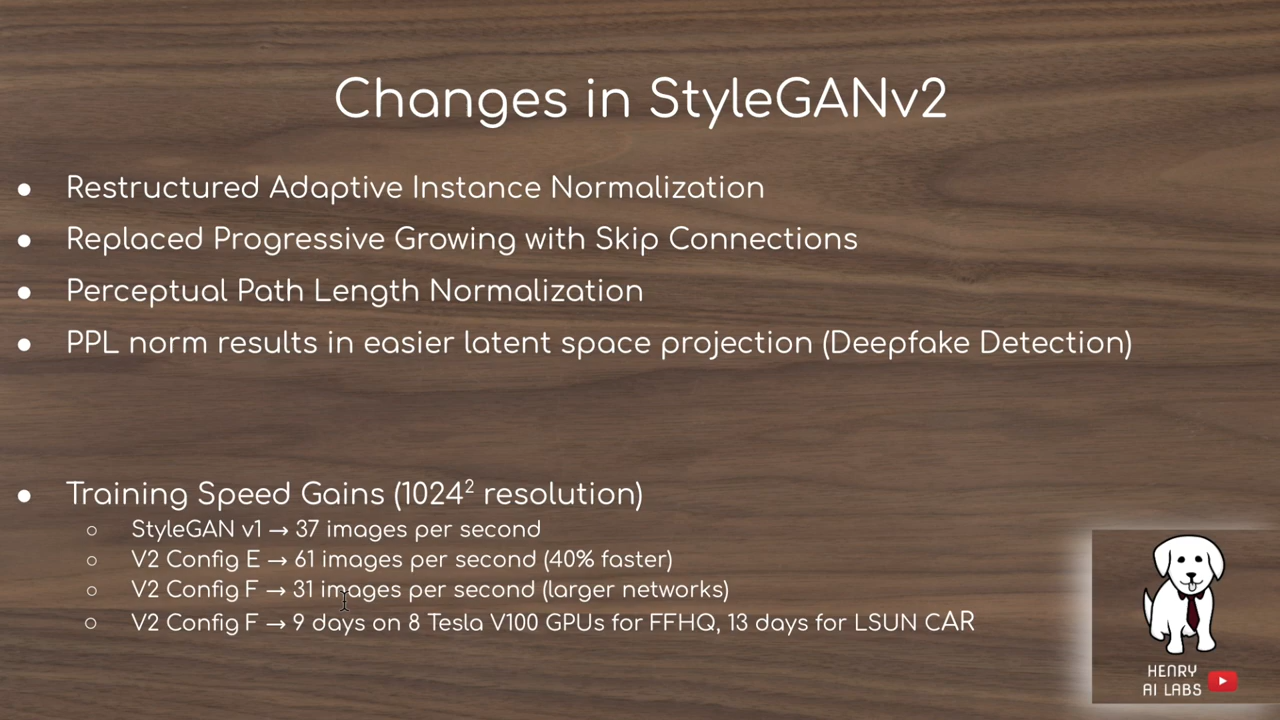 Changes in StyleGANv2
● Restructured Adaptive Instance Normalization
● Replaced Progressive Growing with Skip Connections
● Perceptual Path Length Normalization
● PPL norm results in easier latent space projection (Deepfake Detection)
● Training Speed Gains (1024² resolution)
○ StyleGAN v1 → 37 images per second
○ V2 Config E → 61 images per second (40% faster)
○ V2 Config F → 31 images per second (larger networks)
○ V2 Config F → 9 days on 8 Tesla V100 GPUs for FFHQ, 13 days for LSUN CAR
HENRY
AI LABS